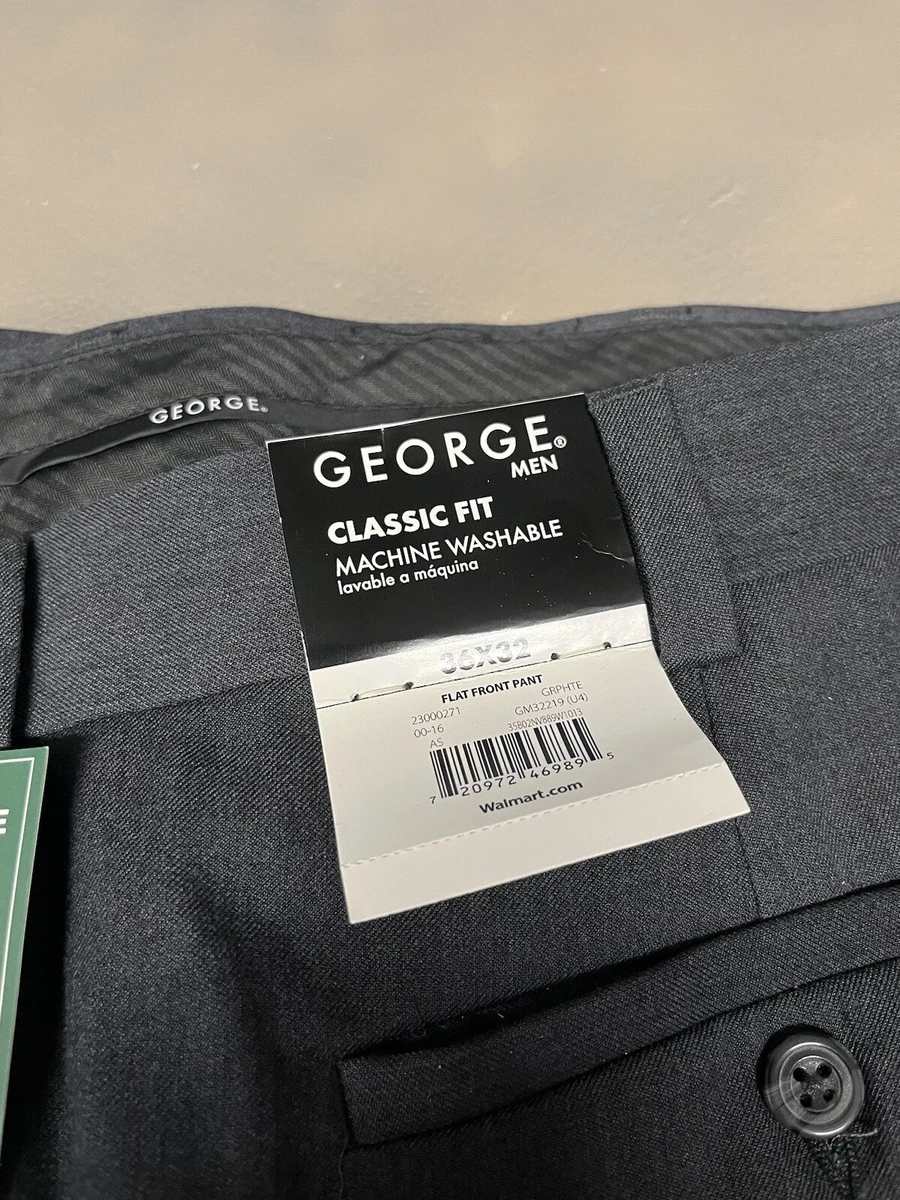 GEORGE®
GEORGE®
MEN
CLASSIC FIT
MACHINE WASHABLE
lavable a máquina
36X32
FLAT FRONT PANT
23000271 GRPHTE
00-16 GM32219 (U4)
AS 35B02NV889W1013
7 20972 46989 5
Walmart.com
E